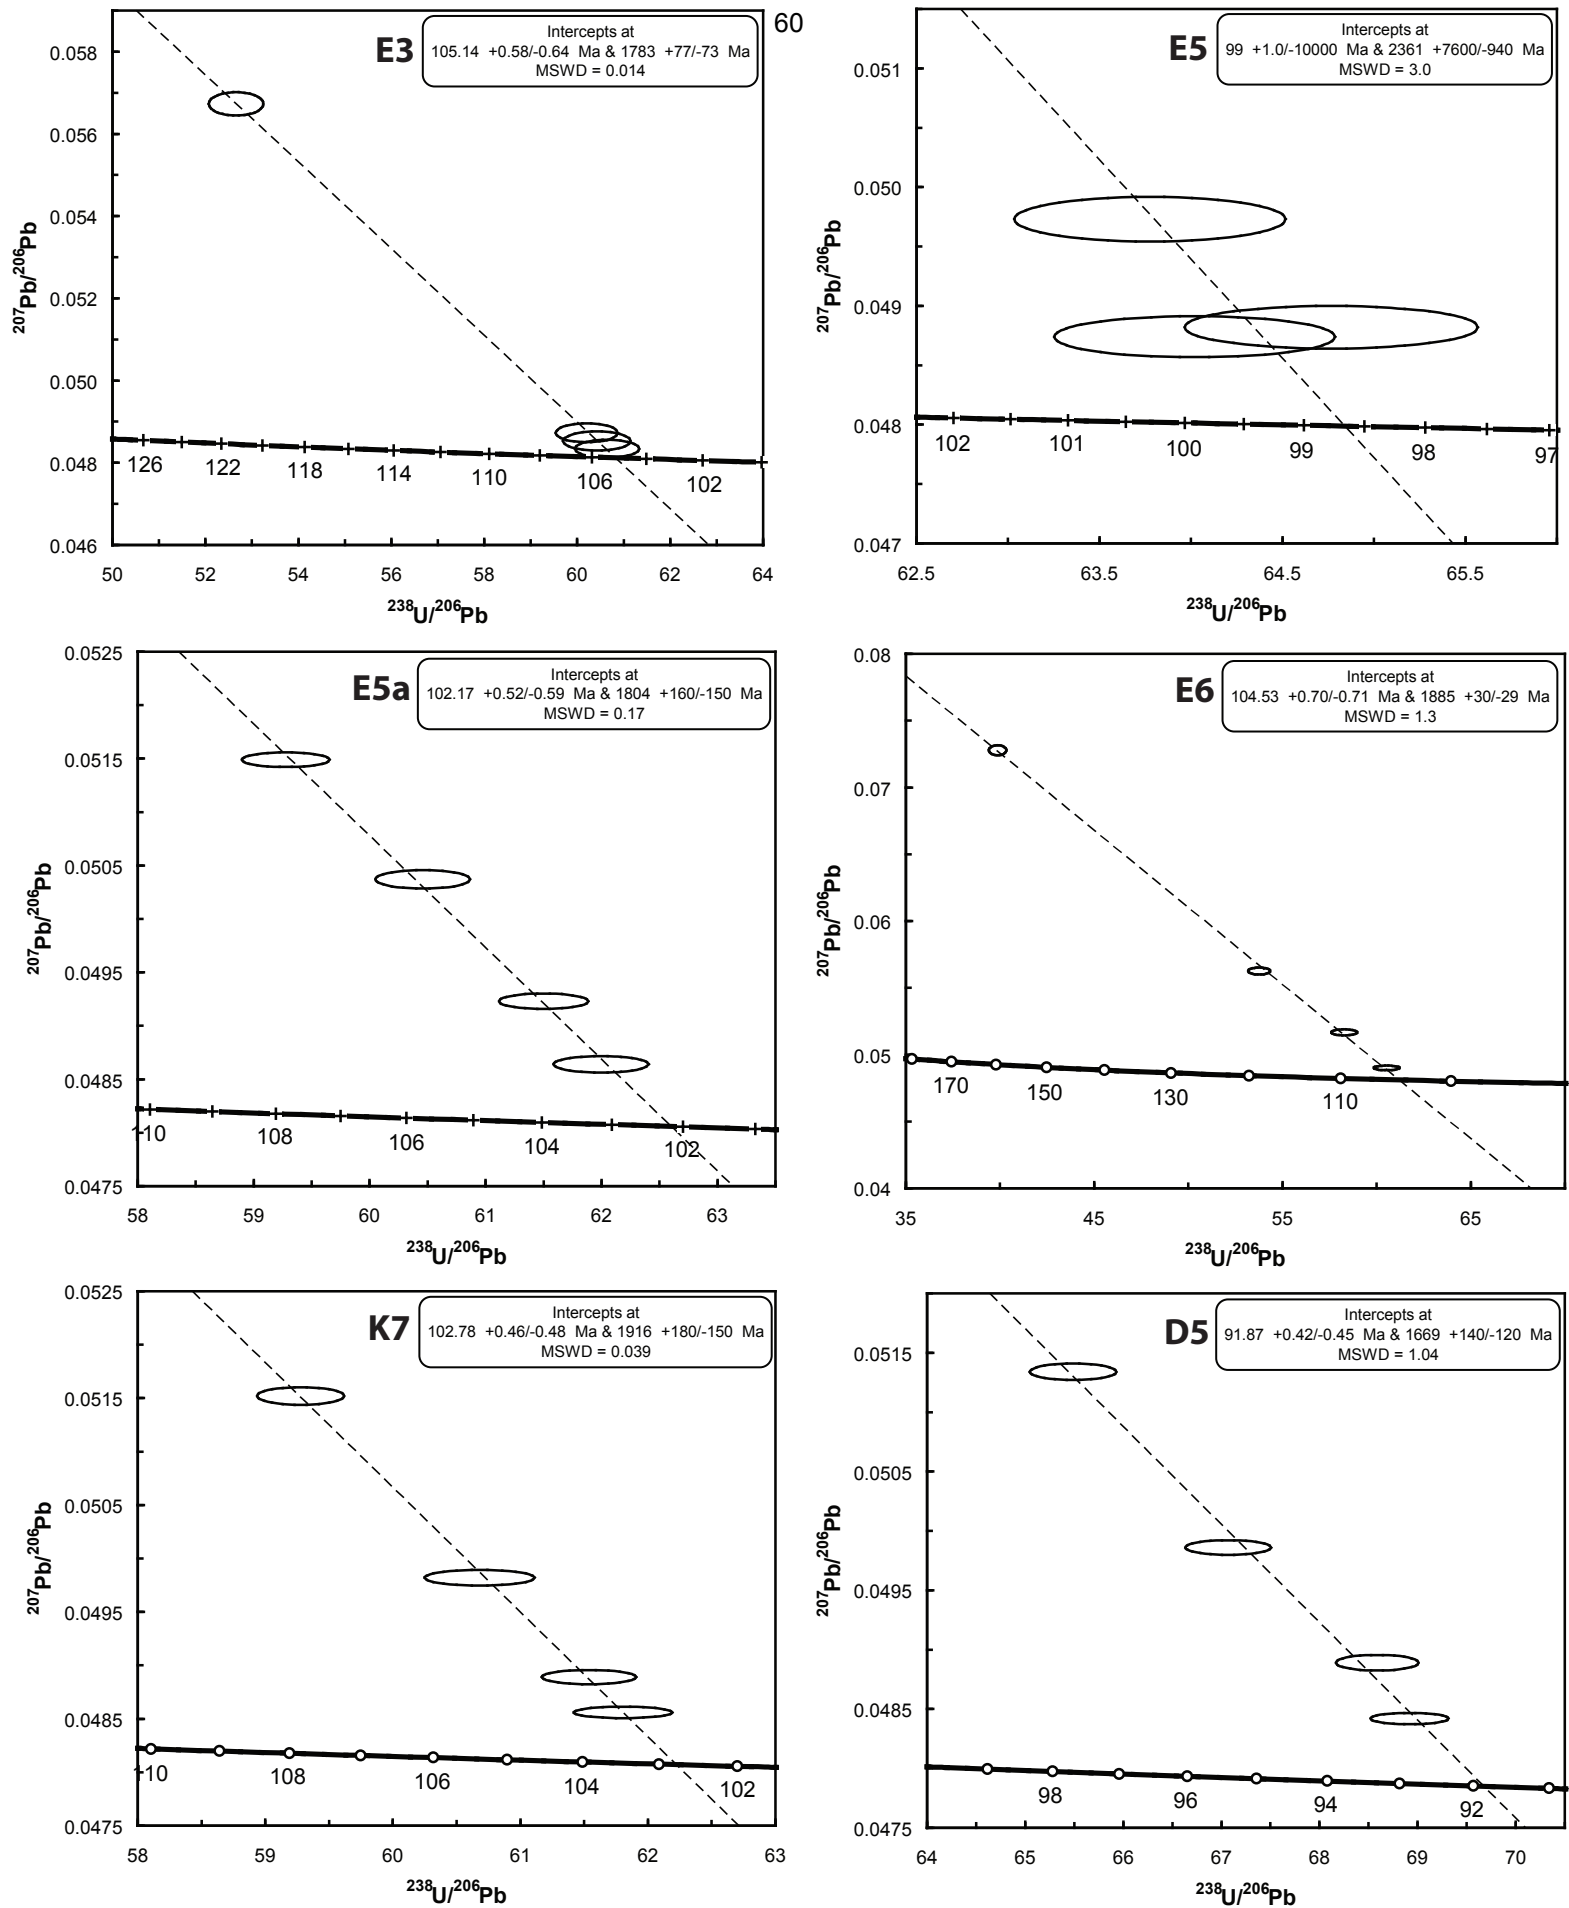 60
E3
Intercepts at
105.14 +0.58/-0.64 Ma & 1783 +77/-73 Ma
MSWD = 0.014
0.058
0.056
0.054
0.052
0.050
0.048
0.046
207Pb/206Pb
126 122 118 114 110 106 102
50 52 54 56 58 60 62 64
238U/206Pb
E5
Intercepts at
99 +1.0/-10000 Ma & 2361 +7600/-940 Ma
MSWD = 3.0
0.051
0.050
0.049
0.048
0.047
207Pb/206Pb
102 101 100 99 98 97
62.5 63.5 64.5 65.5
238U/206Pb
E5a
Intercepts at
102.17 +0.52/-0.59 Ma & 1804 +160/-150 Ma
MSWD = 0.17
0.0525
0.0515
0.0505
0.0495
0.0485
0.0475
207Pb/206Pb
110 108 106 104 102
58 59 60 61 62 63
238U/206Pb
E6
Intercepts at
104.53 +0.70/-0.71 Ma & 1885 +30/-29 Ma
MSWD = 1.3
0.08
0.07
0.06
0.05
0.04
207Pb/206Pb
170 150 130 110
35 45 55 65
238U/206Pb
K7
Intercepts at
102.78 +0.46/-0.48 Ma & 1916 +180/-150 Ma
MSWD = 0.039
0.0525
0.0515
0.0505
0.0495
0.0485
0.0475
207Pb/206Pb
110 108 106 104 102
58 59 60 61 62 63
238U/206Pb
D5
Intercepts at
91.87 +0.42/-0.45 Ma & 1669 +140/-120 Ma
MSWD = 1.04
0.0515
0.0505
0.0495
0.0485
0.0475
207Pb/206Pb
98 96 94 92
64 65 66 67 68 69 70
238U/206Pb